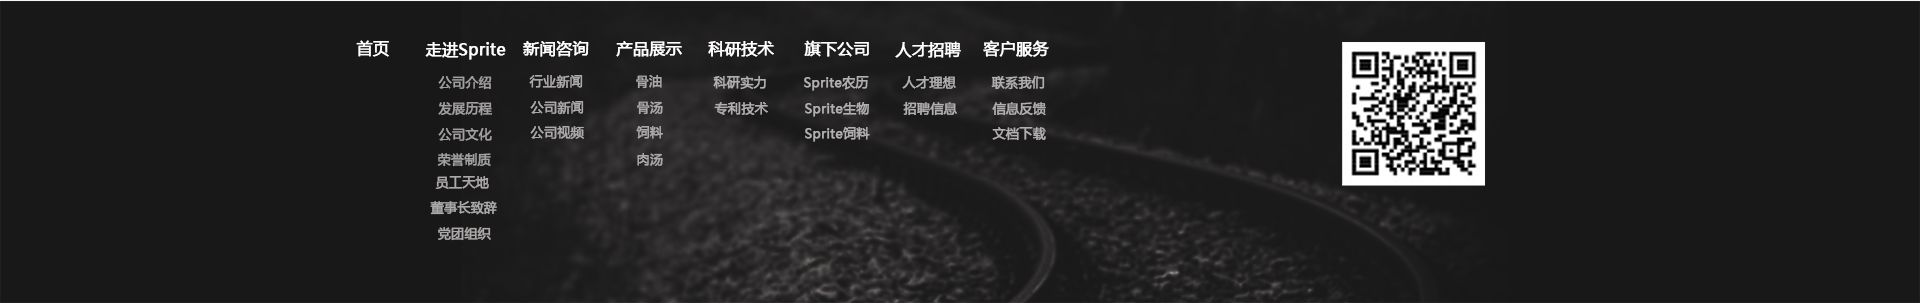 首页
走进Sprite
公司介绍
发展历程
公司文化
荣誉制质
员工天地
董事长致辞
党团组织
新闻咨询
行业新闻
公司新闻
公司视频
产品展示
骨油
骨汤
饲料
肉汤
科研技术
科研实力
专利技术
旗下公司
Sprite农历
Sprite生物
Sprite饲料
人才招聘
人才理想
招聘信息
客户服务
联系我们
信息反馈
文档下载